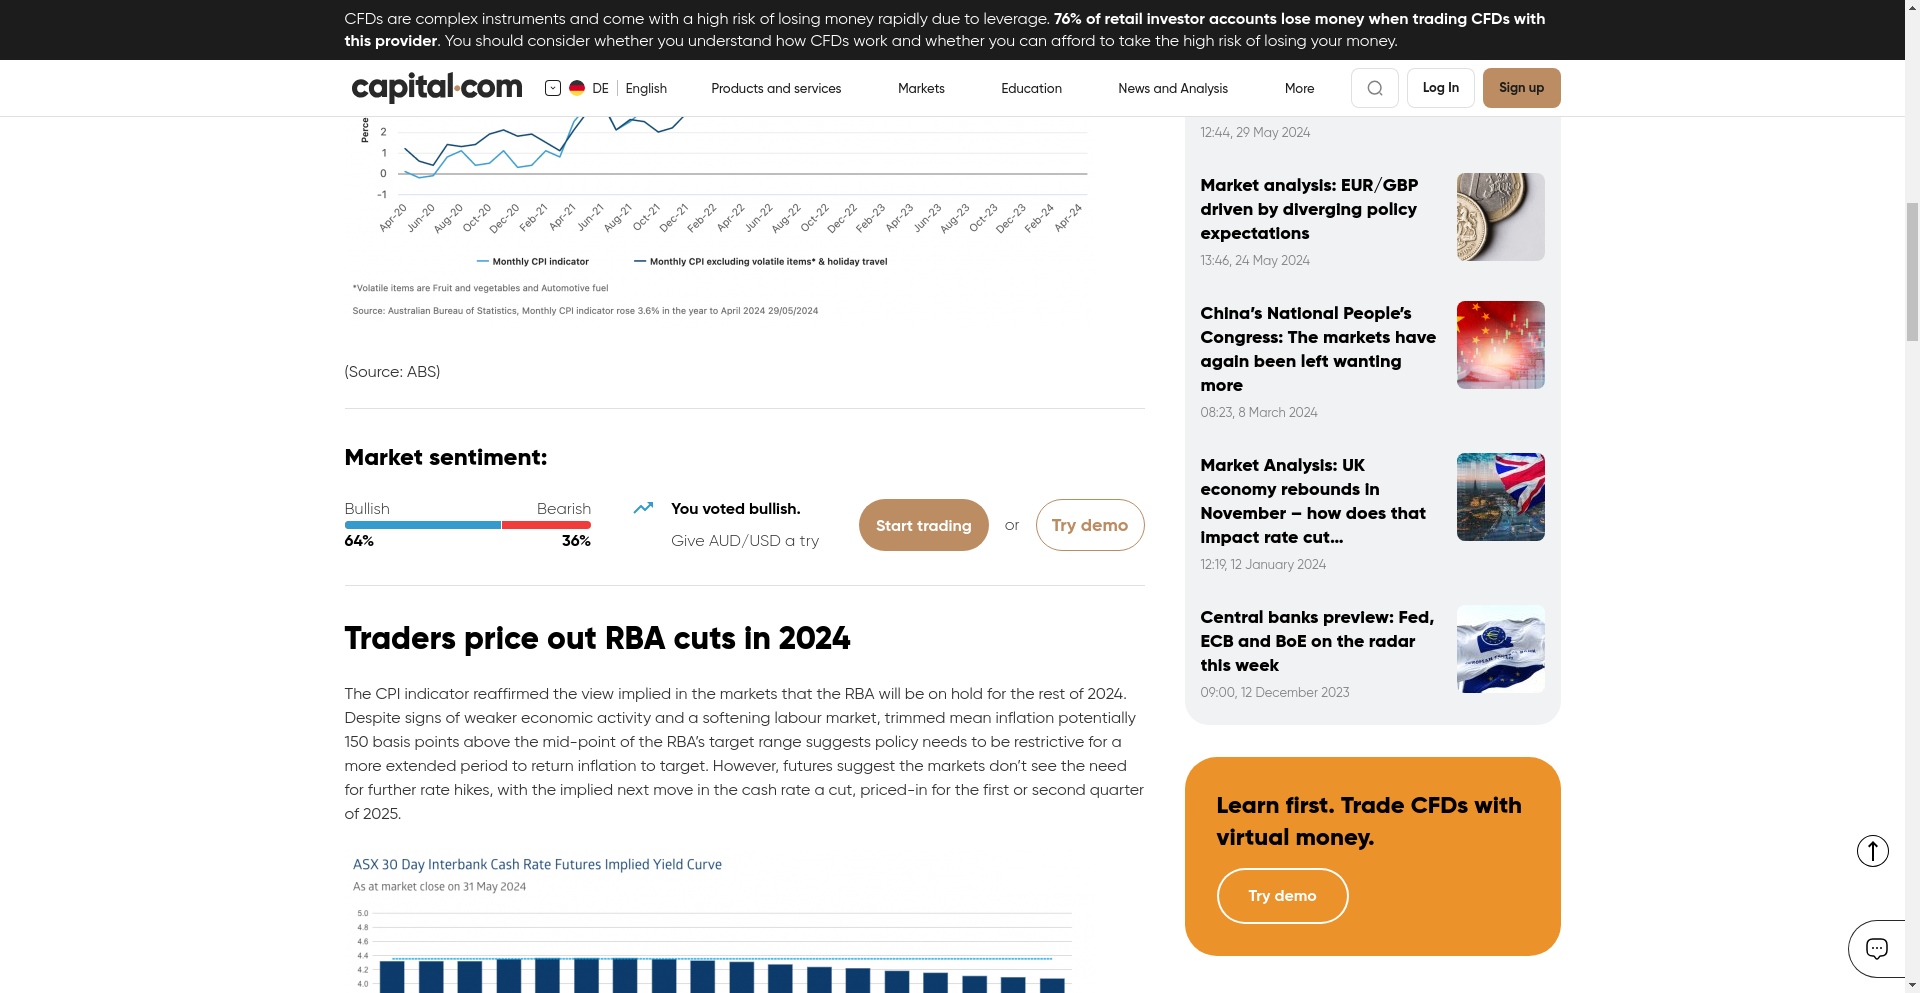 CFDs are complex instruments and come with a high risk of losing money rapidly due to leverage. 76% of retail investor accounts lose money when trading CFDs with
this provider. You should consider whether you understand how CFDs work and whether you can afford to take the high risk of losing your money.
capital.com
DE
English
Products and services
Markets
Education
News and Analysis
More
Log In
Sign up
Perce
2
1
0
-1
Apr-20
Jun-20
Aug-20
Oct-20
Dec-20
Feb-21
Apr-21
Jun-21
Aug-21
Oct-21
Dec-21
Feb-22
Apr-22
Jun-22
Aug-22
Oct-22
Dec-22
Feb-23
Apr-23
Jun-23
Aug-23
Oct-23
Dec-23
Feb-24
Apr-24
Monthly CPI indicator
Monthly CPI excluding volatile items* & holiday travel
*Volatile items are Fruit and vegetables and Automotive fuel
Source: Australian Bureau of Statistics, Monthly CPI indicator rose 3.6% in the year to April 2024 29/05/2024
(Source: ABS)
Market sentiment:
Bullish
Bearish
64%
36%
You voted bullish.
Give AUD/USD a try
Start trading
or
Try demo
Traders price out RBA cuts in 2024
The CPI indicator reaffirmed the view implied in the markets that the RBA will be on hold for the rest of 2024.
Despite signs of weaker economic activity and a softening labour market, trimmed mean inflation potentially
150 basis points above the mid-point of the RBA’s target range suggests policy needs to be restrictive for a
more extended period to return inflation to target. However, futures suggest the markets don’t see the need
for further rate hikes, with the implied next move in the cash rate a cut, priced-in for the first or second quarter
of 2025.
ASX 30 Day Interbank Cash Rate Futures Implied Yield Curve
As at market close on 31 May 2024
5.0
4.8
4.6
4.4
4.2
4.0
12:44, 29 May 2024
Market analysis: EUR/GBP
driven by diverging policy
expectations
13:46, 24 May 2024
China’s National People’s
Congress: The markets have
again been left wanting
more
08:23, 8 March 2024
Market Analysis: UK
economy rebounds in
November – how does that
impact rate cut...
12:19, 12 January 2024
Central banks preview: Fed,
ECB and BoE on the radar
this week
09:00, 12 December 2023
Learn first. Trade CFDs with
virtual money.
Try demo